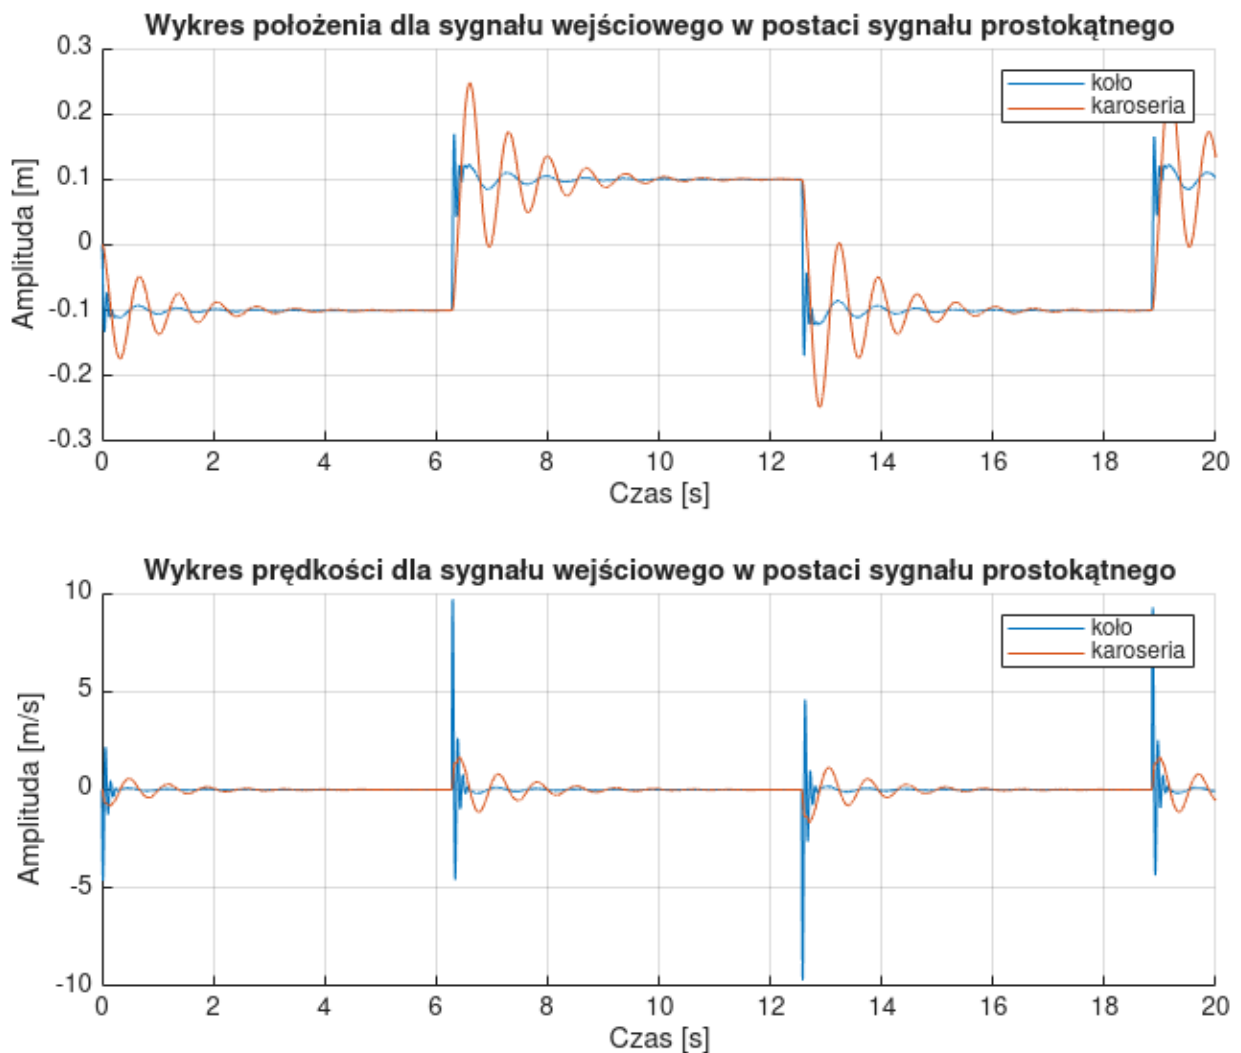 Wykres położenia dla sygnału wejściowego w postaci sygnału prostokątnego
0.3
0.2
0.1
0
-0.1
-0.2
-0.3
Amplituda [m]
koło
karoseria
0 2 4 6 8 10 12 14 16 18 20
Czas [s]
Wykres prędkości dla sygnału wejściowego w postaci sygnału prostokątnego
10
5
0
-5
-10
Amplituda [m/s]
koło
karoseria
0 2 4 6 8 10 12 14 16 18 20
Czas [s]